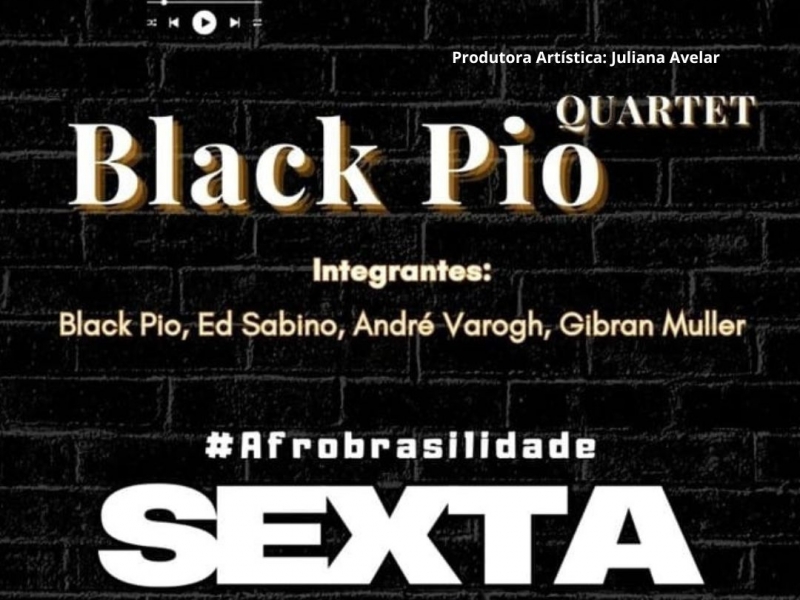 Produtora Artística: Juliana Avelar
QUARTET
Black Pio
Integrantes:
Black Pio, Ed Sabino, André Varogh, Gibran Muller
#Afrobrasilidade
SEXTA